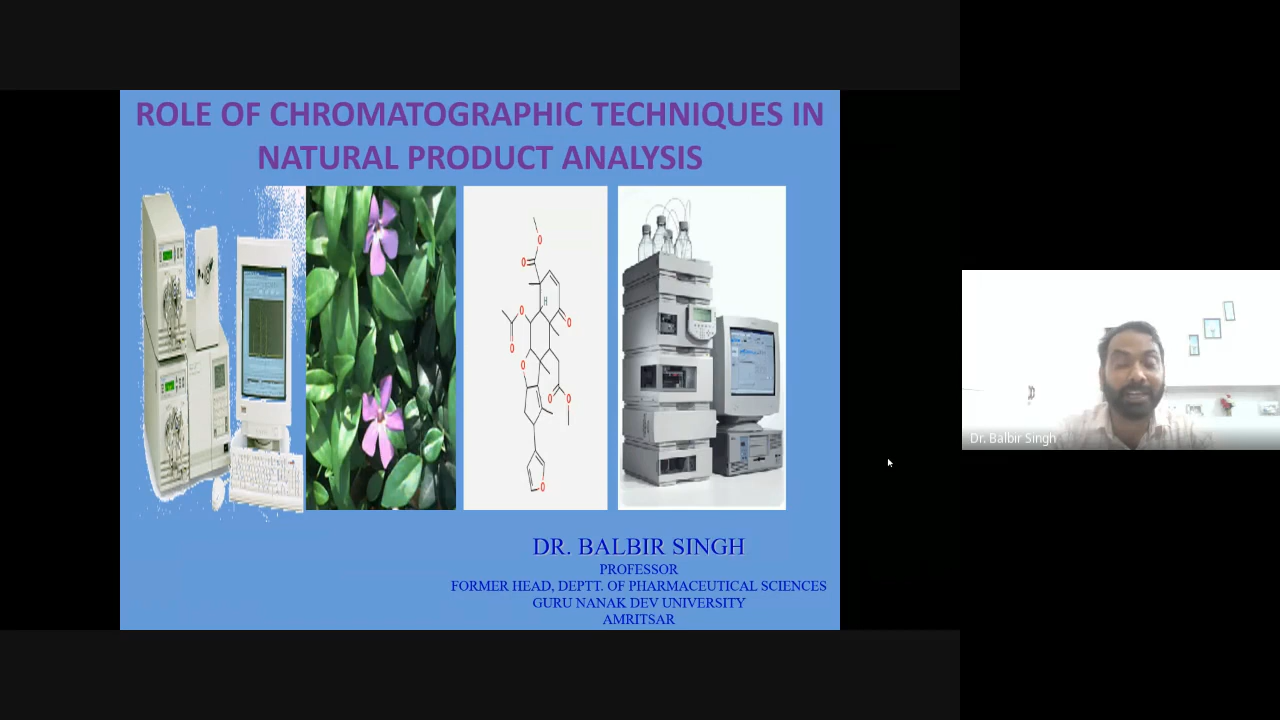 ROLE OF CHROMATOGRAPHIC TECHNIQUES IN
NATURAL PRODUCT ANALYSIS
O
O
H
O
O
O
O
O
O
O
DR. BALBIR SINGH
PROFESSOR
FORMER HEAD, DEPTT. OF PHARMACEUTICAL SCIENCES
GURU NANAK DEV UNIVERSITY
AMRITSAR
Dr. Balbir Singh